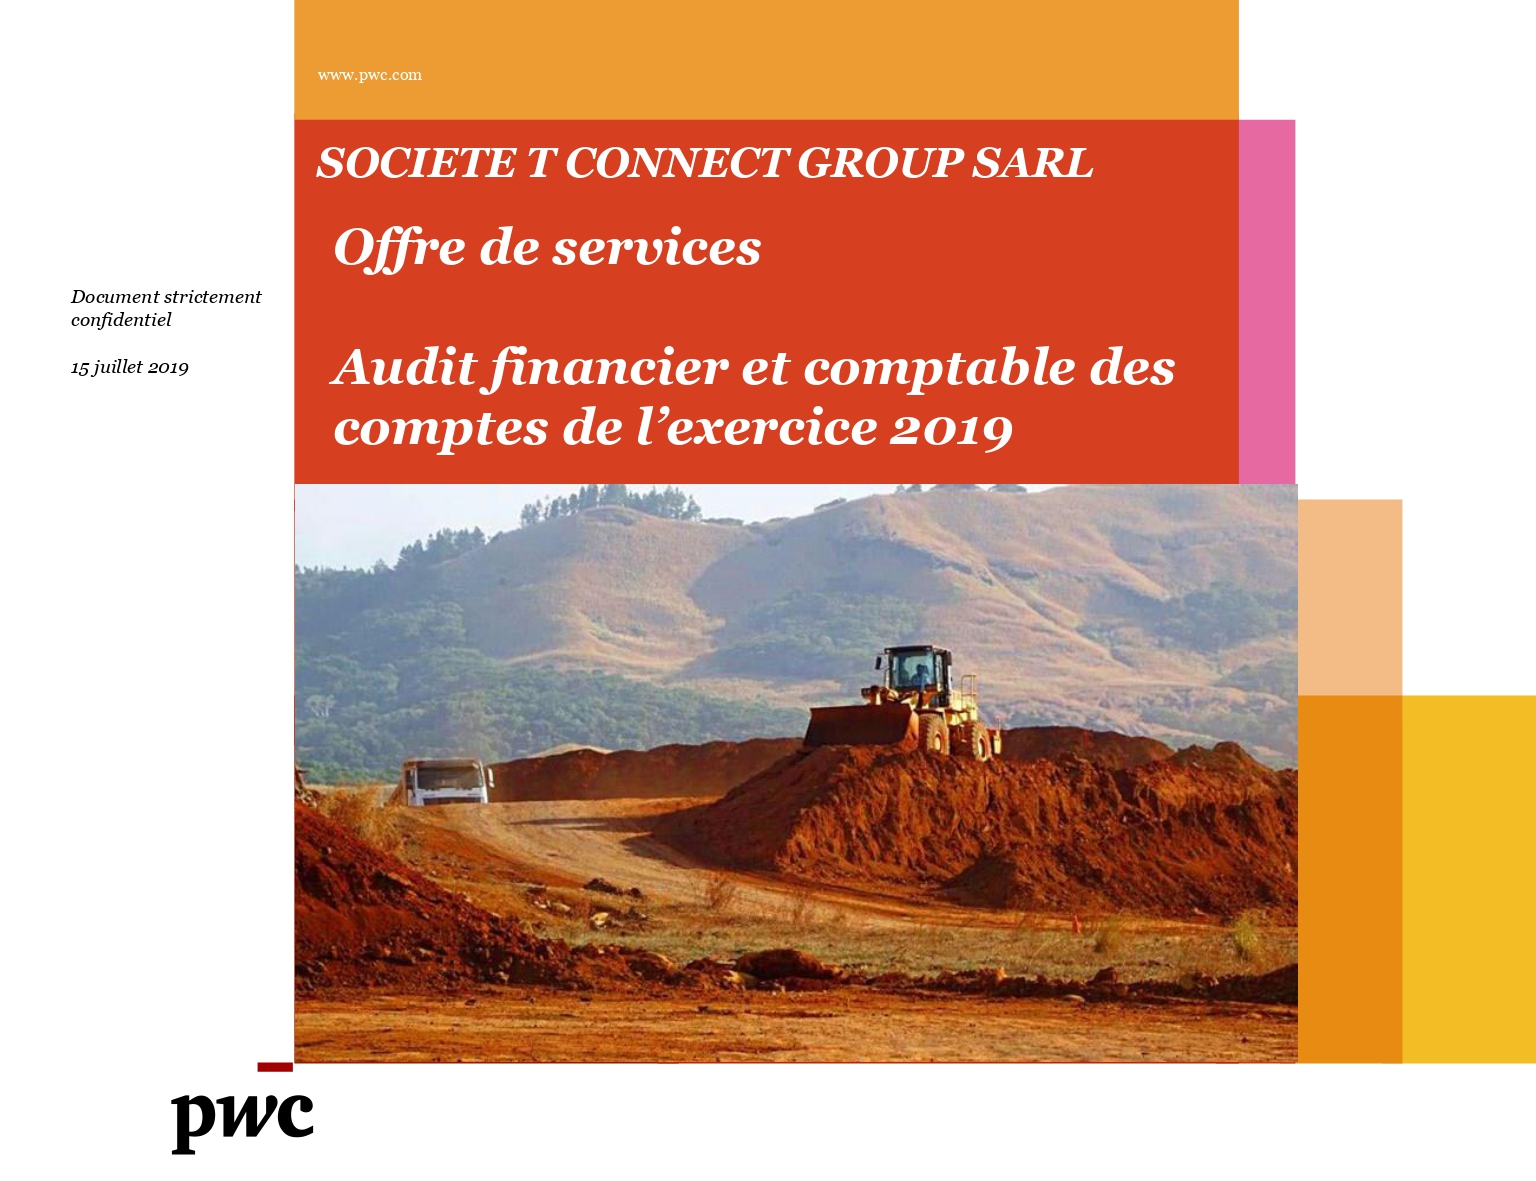 www.pwc.com
SOCIETE T CONNECT GROUP SARL
Offre de services
Document strictement
confidentiel
15 juillet 2019
Audit financier et comptable des
comptes de l’exercice 2019
pwc